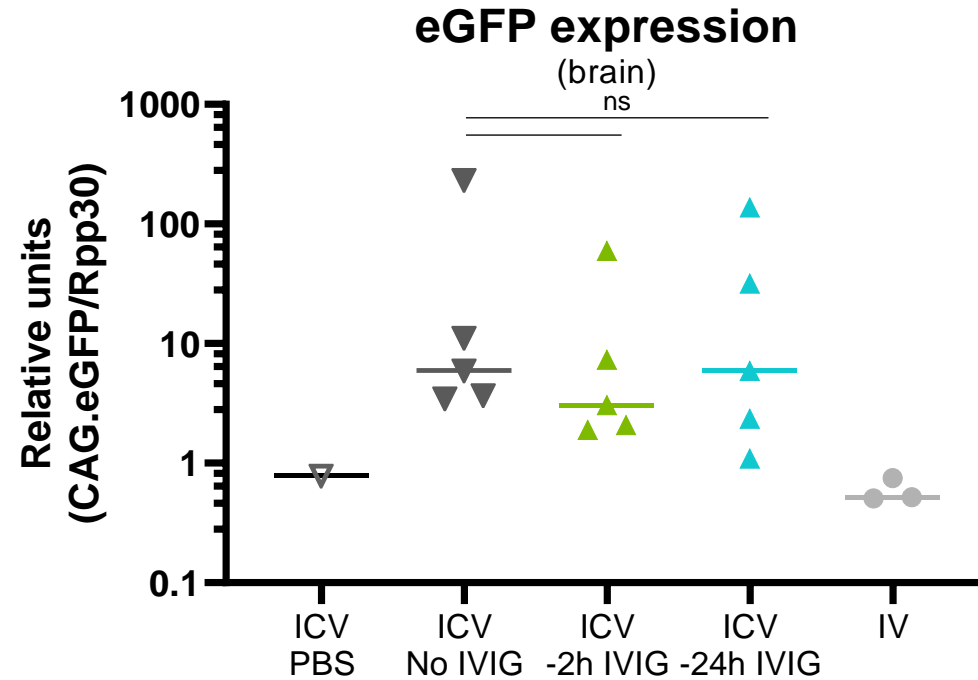 eGFP expression
(brain)
ns
Relative units
(CAG.eGFP/Rpp30)
1000
100
10
1
0.1
ICV
PBS
ICV
No IVIG
ICV
-2h IVIG
ICV
-24h IVIG
IV